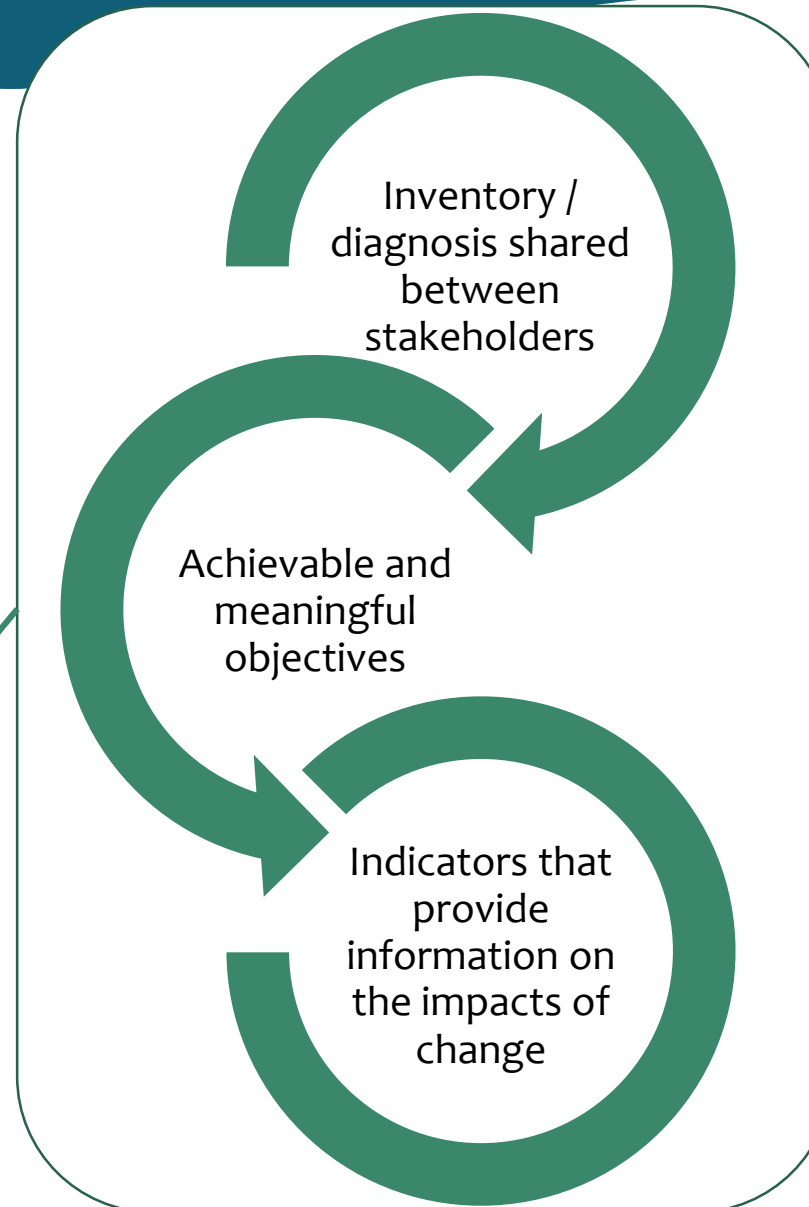 Inventory /
diagnosis shared
between
stakeholders
Achievable and
meaningful
objectives
Indicators that
provide
information on
the impacts of
change